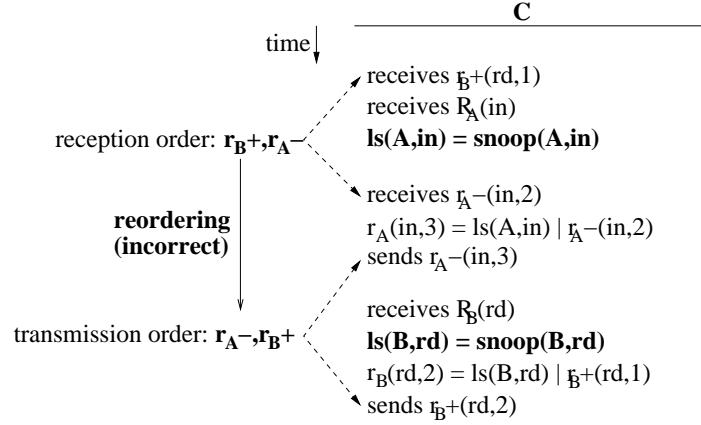 C
time
receives r_B+(rd,1)
receives R_A(in)
ls(A,in) = snoop(A,in)
reception order: r_B+,r_A−
receives r_A−(in,2)
reordering
(incorrect)
r_A(in,3) = ls(A,in) | r_A−(in,2)
sends r_A−(in,3)
receives R_B(rd)
transmission order: r_A−,r_B+
ls(B,rd) = snoop(B,rd)
r_B(rd,2) = ls(B,rd) | r_B+(rd,1)
sends r_B+(rd,2)